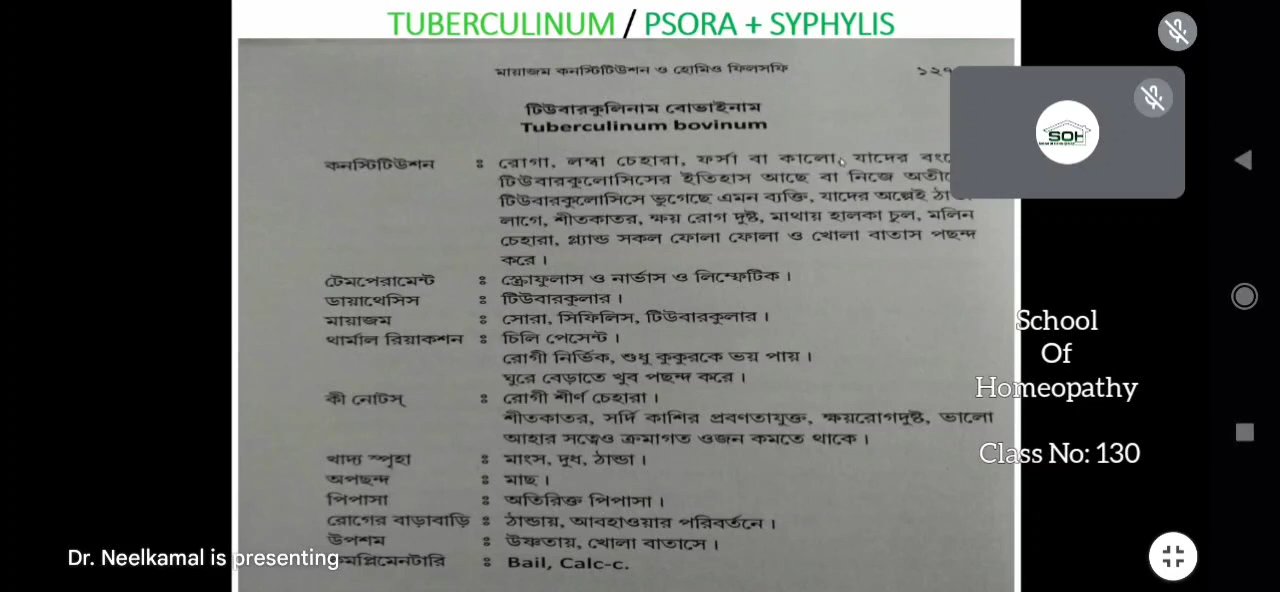 TUBERCULINUM / PSORA + SYPHYLIS
মায়াজম কনস্টিটিউশন ও হোমিও ফিলসফি
টিউবারকুলিনাম বোভাইনাম
Tuberculinum bovinum
কনস্টিটিউশন : রোগা, লম্বা চেহারা, ফর্সা বা কালো, যাদের
টিউবারকুলোসিসের ইতিহাস আছে বা নিজে
টিউবারকুলোসিসে ভুগেছে এমন ব্যক্তি, যাদের অল্পেই
লাগে, শীতকাতর, ক্ষয় রোগ দুষ্ট, মাথায় হালকা চুল, মলিন
চেহারা, গ্ল্যান্ড সকল ফোলা ফোলা ও খোলা বাতাস পছন্দ
করে।
টেমপেরামেন্ট : স্ক্রোফুলাস ও নার্ভাস ও লিম্ফেটিক।
ডায়াথেসিস : টিউবারকুলার।
মায়াজম : সোরা, সিফিলিস, টিউবারকুলার।
থার্মাল রিয়াকশন : চিলি পেসেন্ট।
রোগী নির্ভিক, শুধু কুকুরকে ভয় পায়।
ঘুরে বেড়াতে খুব পছন্দ করে।
কী নোটস্ : রোগী শীর্ণ চেহারা।
শীতকাতর, সর্দি কাশির প্রবণতাযুক্ত, ক্ষয়রোগদুষ্ট, ভালো
আহার সত্বেও ক্রমাগত ওজন কমতে থাকে।
খাদ্য স্পৃহা : মাংস, দুধ, ঠান্ডা।
অপছন্দ : মাছ।
পিপাসা : অতিরিক্ত পিপাসা।
রোগের বাড়াবাড়ি : ঠান্ডায়, আবহাওয়ার পরিবর্তনে।
উপশম : উষ্ণতায়, খোলা বাতাসে।
: Bail, Calc-c.
SOH
School
Of
Homeopathy
Class No: 130
Dr. Neelkamal is presenting